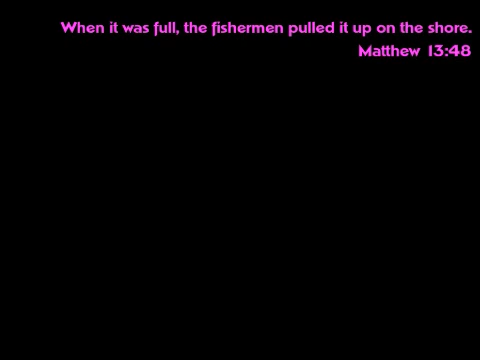 When it was full, the fishermen pulled it up on the shore.
Matthew 13:48